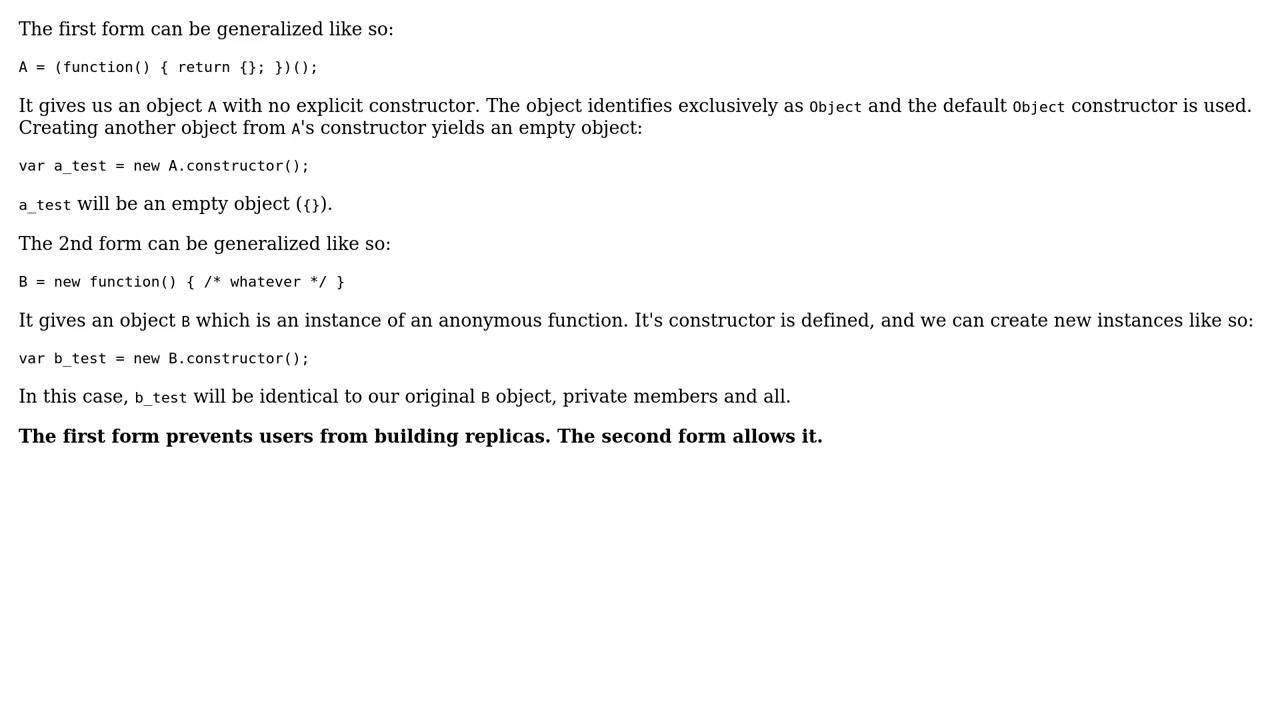 The first form can be generalized like so:
A = (function() { return {}; })();
It gives us an object A with no explicit constructor. The object identifies exclusively as Object and the default Object constructor is used.
Creating another object from A's constructor yields an empty object:
var a_test = new A.constructor();
a_test will be an empty object ({}).
The 2nd form can be generalized like so:
B = new function() { /* whatever */ }
It gives an object B which is an instance of an anonymous function. It's constructor is defined, and we can create new instances like so:
var b_test = new B.constructor();
In this case, b_test will be identical to our original B object, private members and all.
The first form prevents users from building replicas. The second form allows it.